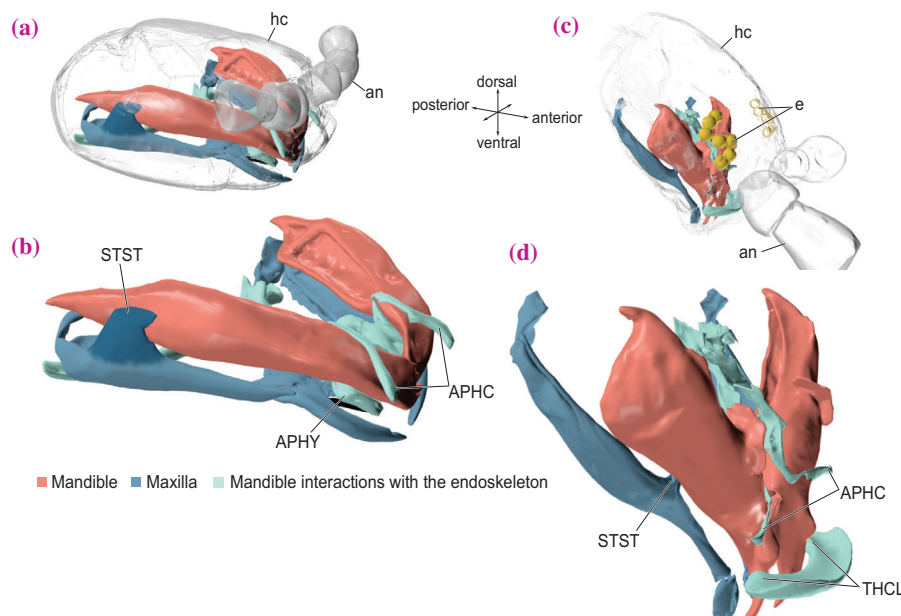 (a)
hc
an
dorsal
posterior
anterior
ventral
(c)
hc
e
an
(b)
STST
APHC
APHY
Mandible Maxilla Mandible interactions with the endoskeleton
(d)
STST
APHC
THCL